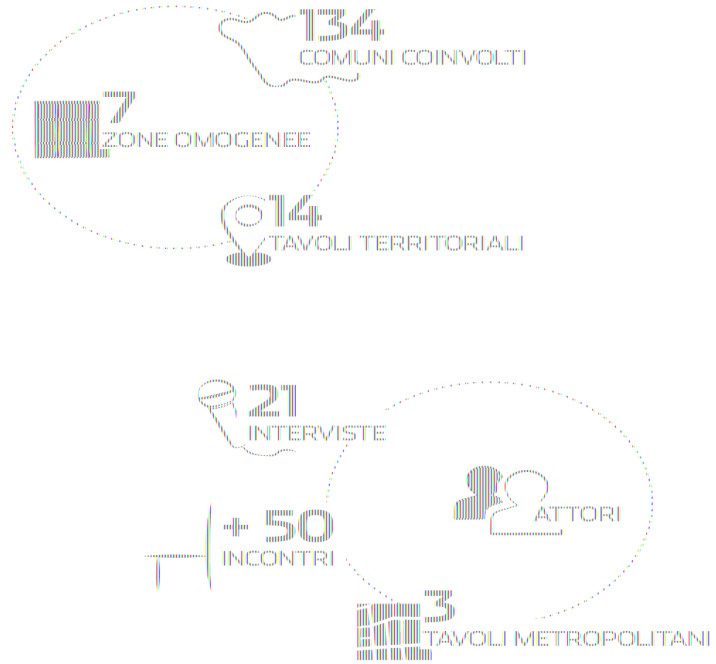 134
COMUNI COINVOLTI
7
ZONE OMOGENEE
14
TAVOLI TERRITORIALI
21
INTERVISTE
ATTORI
+ 50
INCONTRI
3
TAVOLI METROPOLITANI